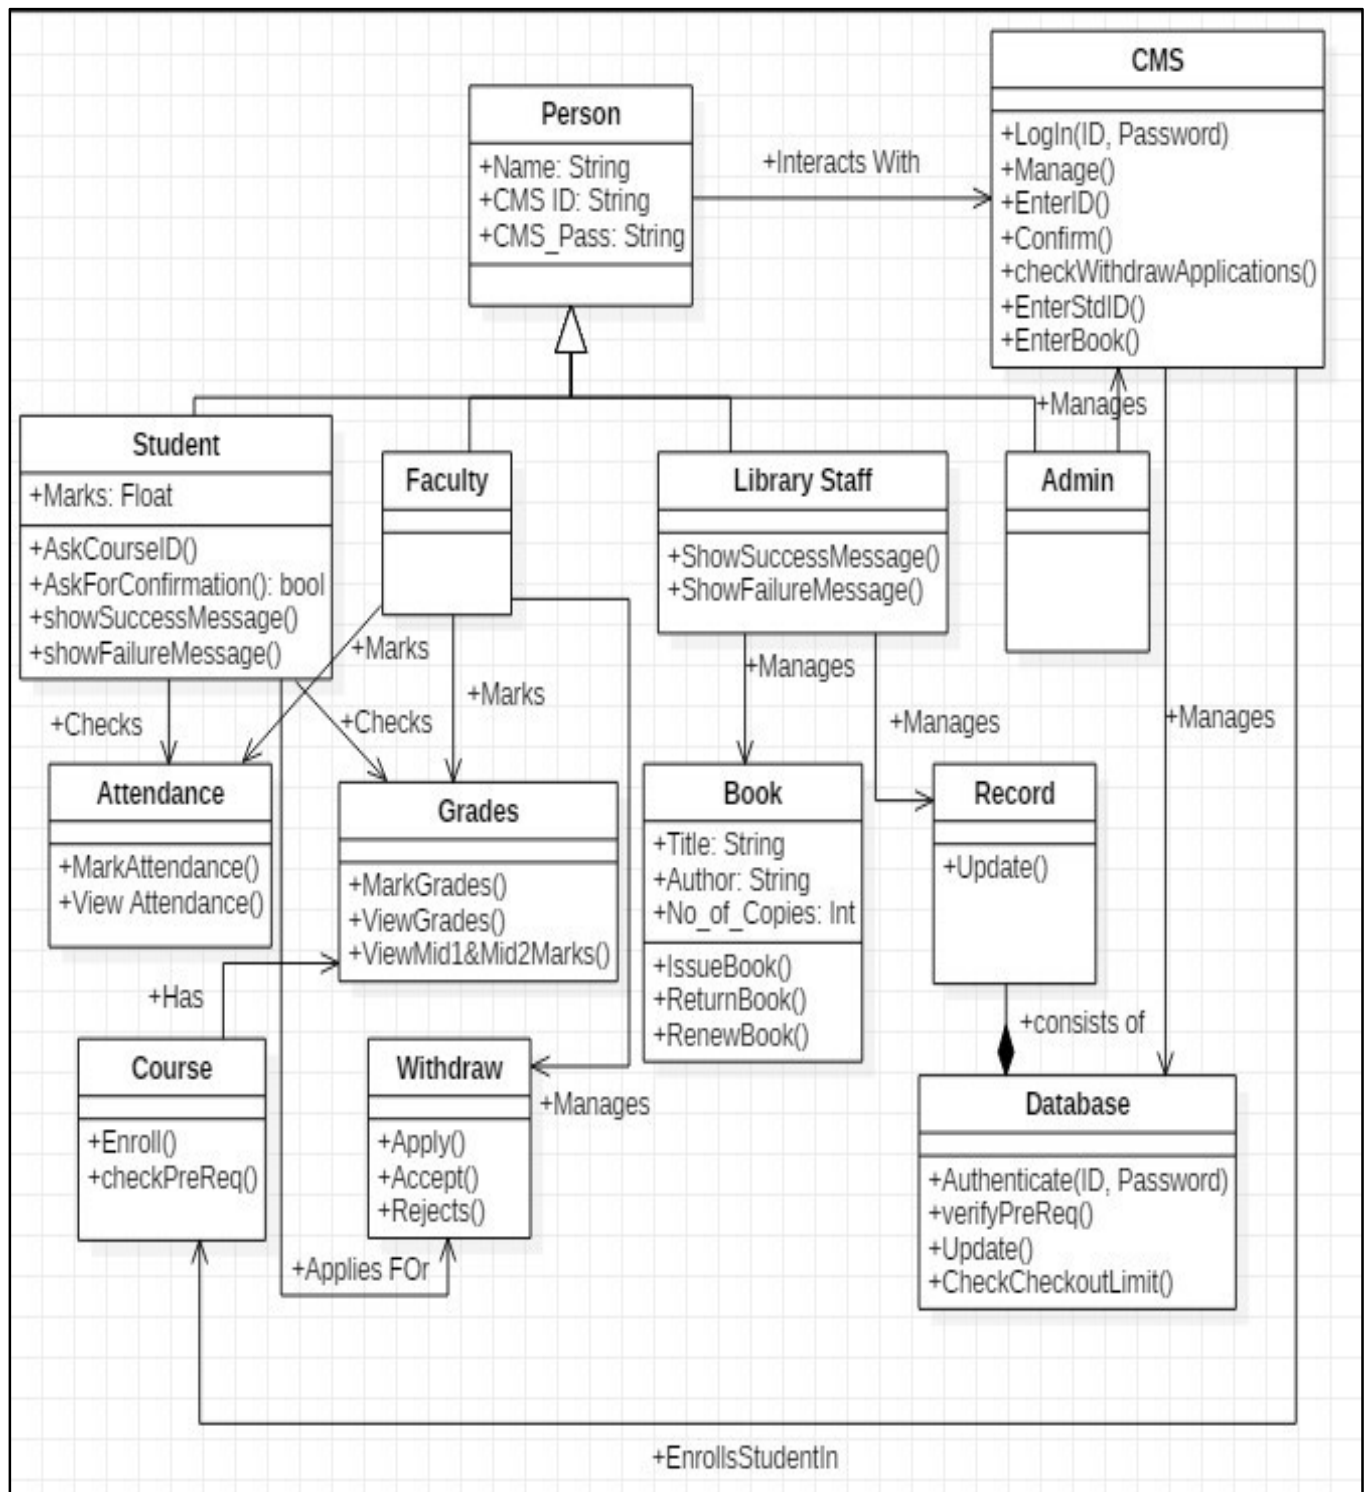 CMS
+LogIn(ID, Password)
+Manage()
+EnterID()
+Confirm()
+checkWithdrawApplications()
+EnterStdID()
+EnterBook()
Person
+Name: String
+CMS ID: String
+CMS_Pass: String
+Interacts With
+Manages
Student
+Marks: Float
+AskCourseID()
+AskForConfirmation(): bool
+showSuccessMessage()
+showFailureMessage()
Faculty
Library Staff
+ShowSuccessMessage()
+ShowFailureMessage()
Admin
+Marks
+Marks
+Checks
+Checks
+Manages
+Manages
+Manages
Attendance
+MarkAttendance()
+View Attendance()
Grades
+MarkGrades()
+ViewGrades()
+ViewMid1&Mid2Marks()
Book
+Title: String
+Author: String
+No_of_Copies: Int
+IssueBook()
+ReturnBook()
+RenewBook()
Record
+Update()
+Has
+consists of
Course
+Enroll()
+checkPreReq()
Withdraw
+Apply()
+Accept()
+Rejects()
+Manages
Database
+Authenticate(ID, Password)
+verifyPreReq()
+Update()
+CheckCheckoutLimit()
+Applies FOr
+EnrollsStudentIn